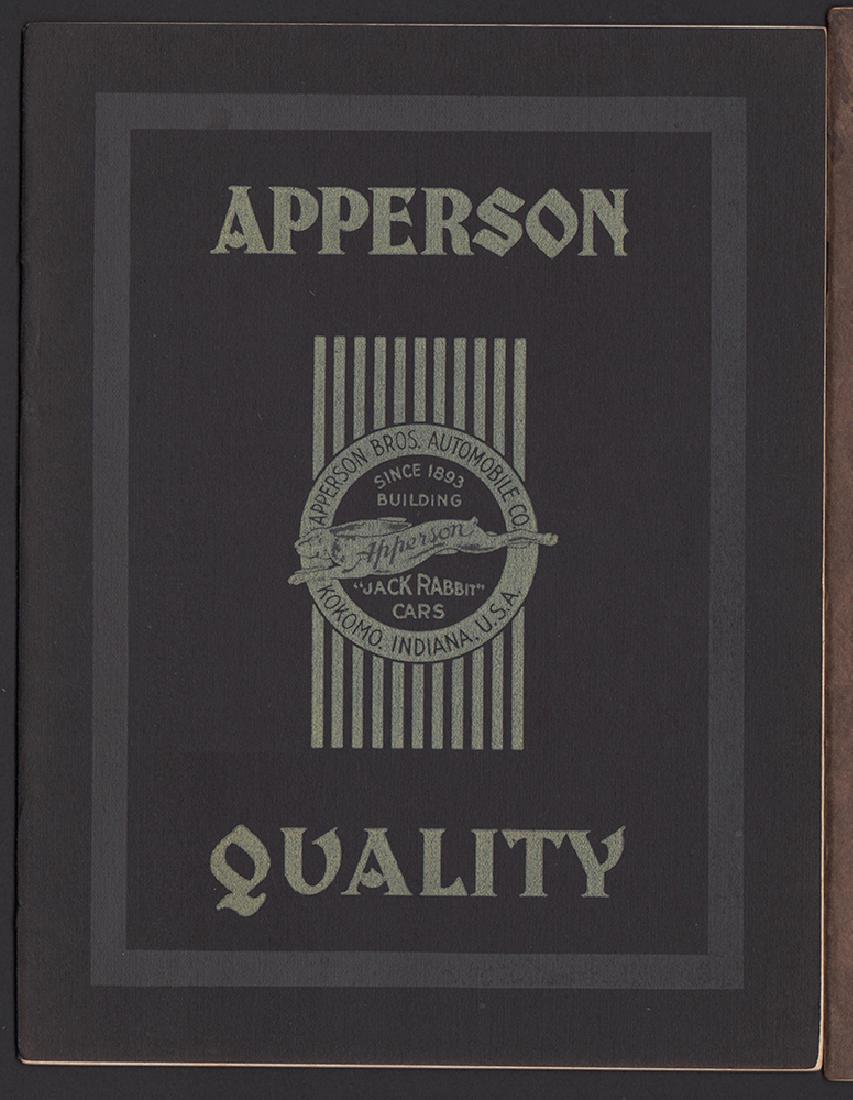 APPERSON
APPERSON BROS. AUTOMOBILE CO.
SINCE 1893
BUILDING
Apperson
"JACK RABBIT"
CARS
KOKOMO. INDIANA. U.S.A.
QUALITY